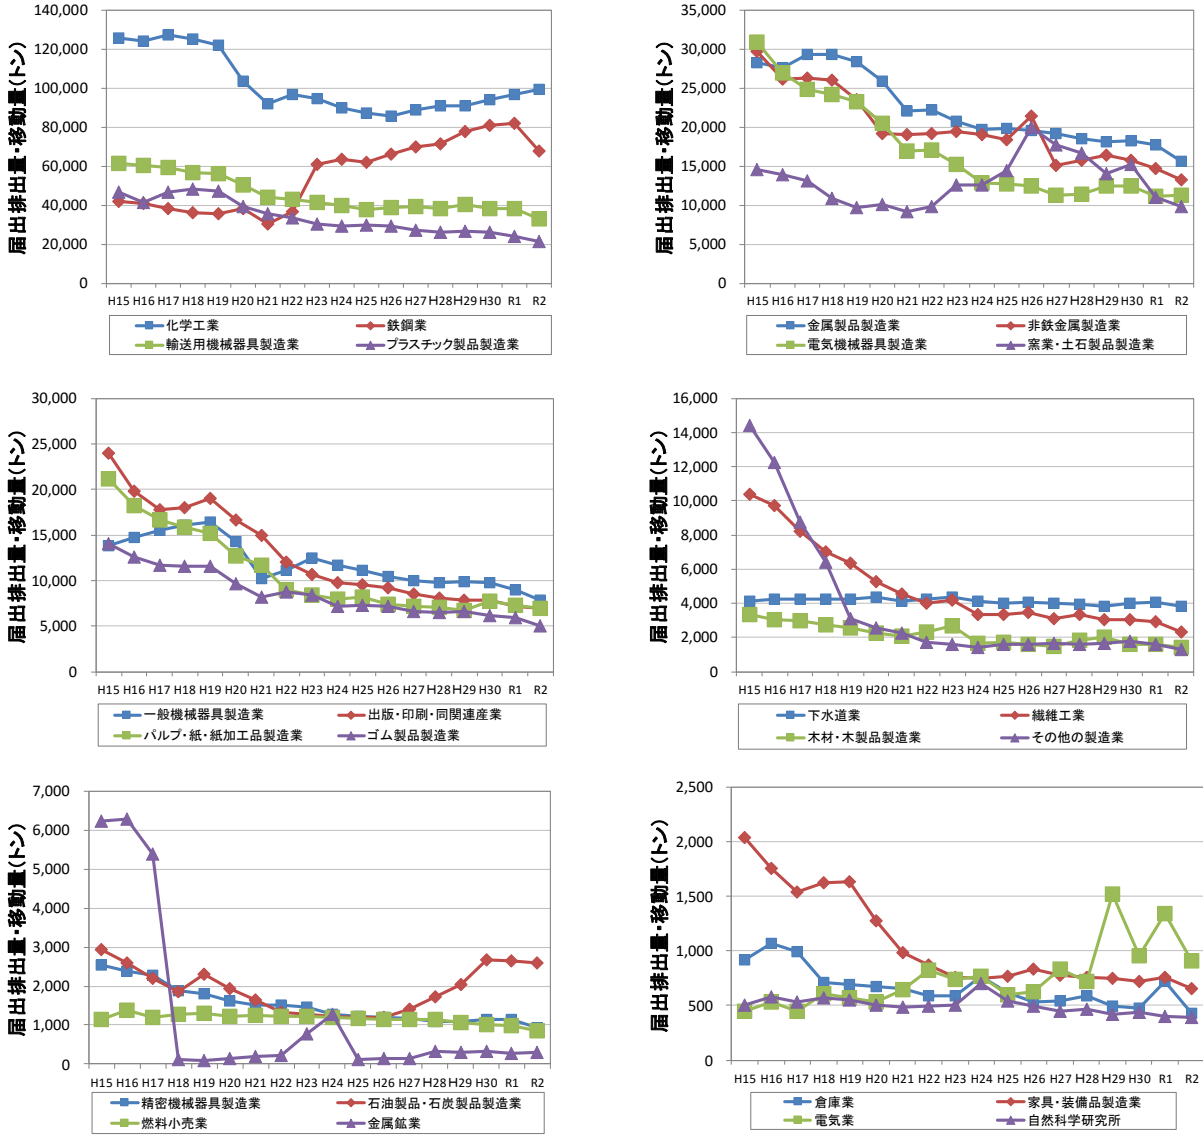 届出排出量・移動量(トン)
140,000
120,000
100,000
80,000
60,000
40,000
20,000
0
H15 H16 H17 H18 H19 H20 H21 H22 H23 H24 H25 H26 H27 H28 H29 H30 R1 R2
化学工業 鉄鋼業
輸送用機械器具製造業 プラスチック製品製造業
届出排出量・移動量(トン)
35,000
30,000
25,000
20,000
15,000
10,000
5,000
0
H15 H16 H17 H18 H19 H20 H21 H22 H23 H24 H25 H26 H27 H28 H29 H30 R1 R2
金属製品製造業 非鉄金属製造業
電気機械器具製造業 窯業・土石製品製造業
届出排出量・移動量(トン)
30,000
25,000
20,000
15,000
10,000
5,000
0
H15 H16 H17 H18 H19 H20 H21 H22 H23 H24 H25 H26 H27 H28 H29 H30 R1 R2
一般機械器具製造業 出版・印刷・同関連産業
パルプ・紙・紙加工品製造業 ゴム製品製造業
届出排出量・移動量(トン)
16,000
14,000
12,000
10,000
8,000
6,000
4,000
2,000
0
H15 H16 H17 H18 H19 H20 H21 H22 H23 H24 H25 H26 H27 H28 H29 H30 R1 R2
下水道業 繊維工業
木材・木製品製造業 その他の製造業
届出排出量・移動量(トン)
7,000
6,000
5,000
4,000
3,000
2,000
1,000
0
H15 H16 H17 H18 H19 H20 H21 H22 H23 H24 H25 H26 H27 H28 H29 H30 R1 R2
精密機械器具製造業 石油製品・石炭製品製造業
燃料小売業 金属鉱業
届出排出量・移動量(トン)
2,500
2,000
1,500
1,000
500
0
H15 H16 H17 H18 H19 H20 H21 H22 H23 H24 H25 H26 H27 H28 H29 H30 R1 R2
倉庫業 家具・装備品製造業
電気業 自然科学研究所